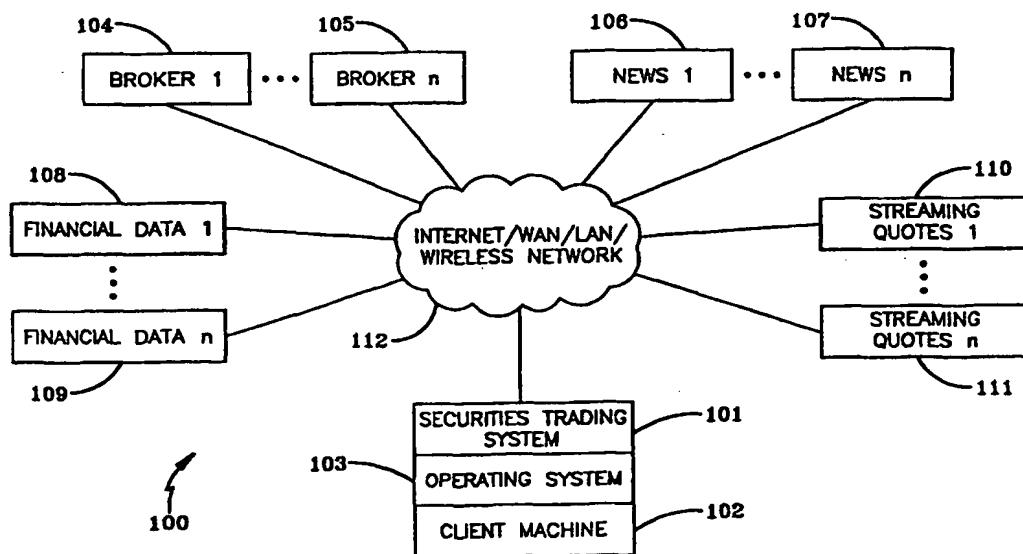 104
105
106
107
BROKER 1
BROKER n
NEWS 1
NEWS n
108
110
FINANCIAL DATA 1
INTERNET/WAN/LAN/
WIRELESS NETWORK
STREAMING
QUOTES 1
FINANCIAL DATA n
STREAMING
QUOTES n
109
112
111
SECURITIES TRADING
SYSTEM
101
103
OPERATING SYSTEM
CLIENT MACHINE
102
100